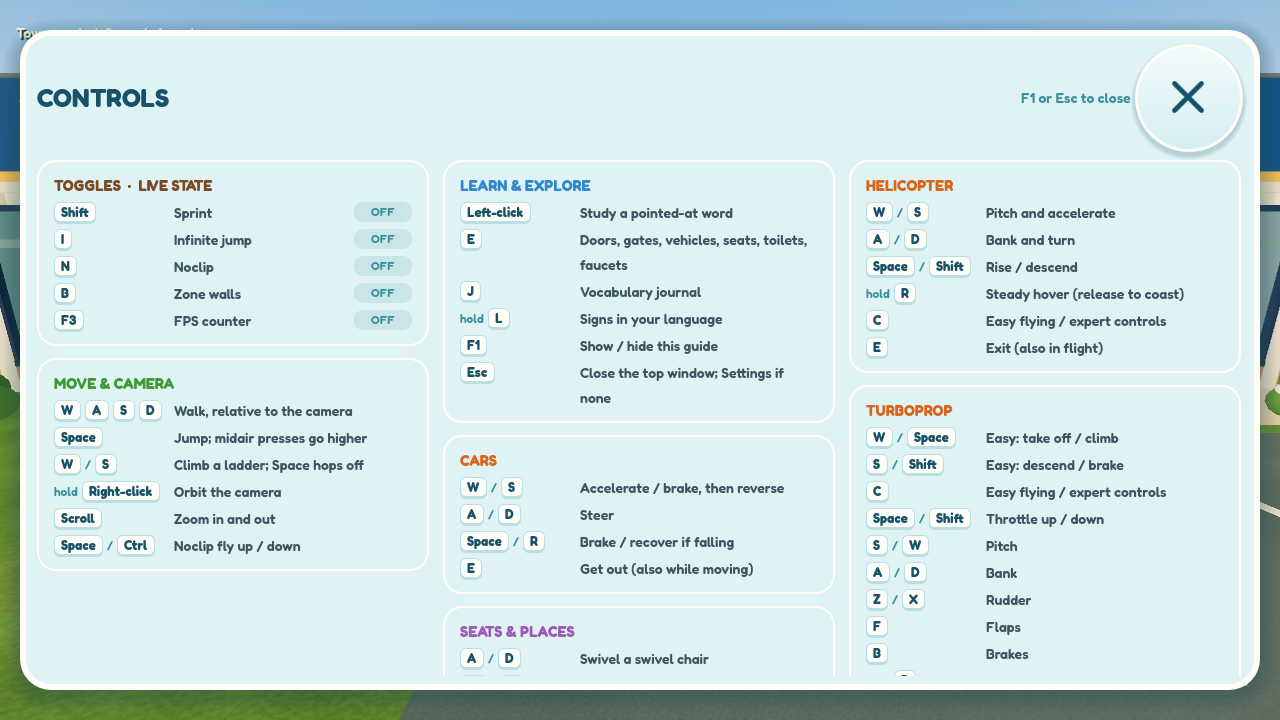 CONTROLS
F1 or Esc to close
TOGGLES · LIVE STATE
Shift Sprint OFF
I Infinite jump OFF
N Noclip OFF
B Zone walls OFF
F3 FPS counter OFF
MOVE & CAMERA
W A S D Walk, relative to the camera
Space Jump; midair presses go higher
W / S Climb a ladder; Space hops off
hold Right-click Orbit the camera
Scroll Zoom in and out
Space / Ctrl Noclip fly up / down
LEARN & EXPLORE
Left-click Study a pointed-at word
E Doors, gates, vehicles, seats, toilets,
faucets
J Vocabulary journal
hold L Signs in your language
F1 Show / hide this guide
Esc Close the top window; Settings if
none
CARS
W / S Accelerate / brake, then reverse
A / D Steer
Space / R Brake / recover if falling
E Get out (also while moving)
SEATS & PLACES
A / D Swivel a swivel chair
HELICOPTER
W / S Pitch and accelerate
A / D Bank and turn
Space / Shift Rise / descend
hold R Steady hover (release to coast)
C Easy flying / expert controls
E Exit (also in flight)
TURBOPROP
W / Space Easy: take off / climb
S / Shift Easy: descend / brake
C Easy flying / expert controls
Space / Shift Throttle up / down
S / W Pitch
A / D Bank
Z / X Rudder
F Flaps
B Brakes